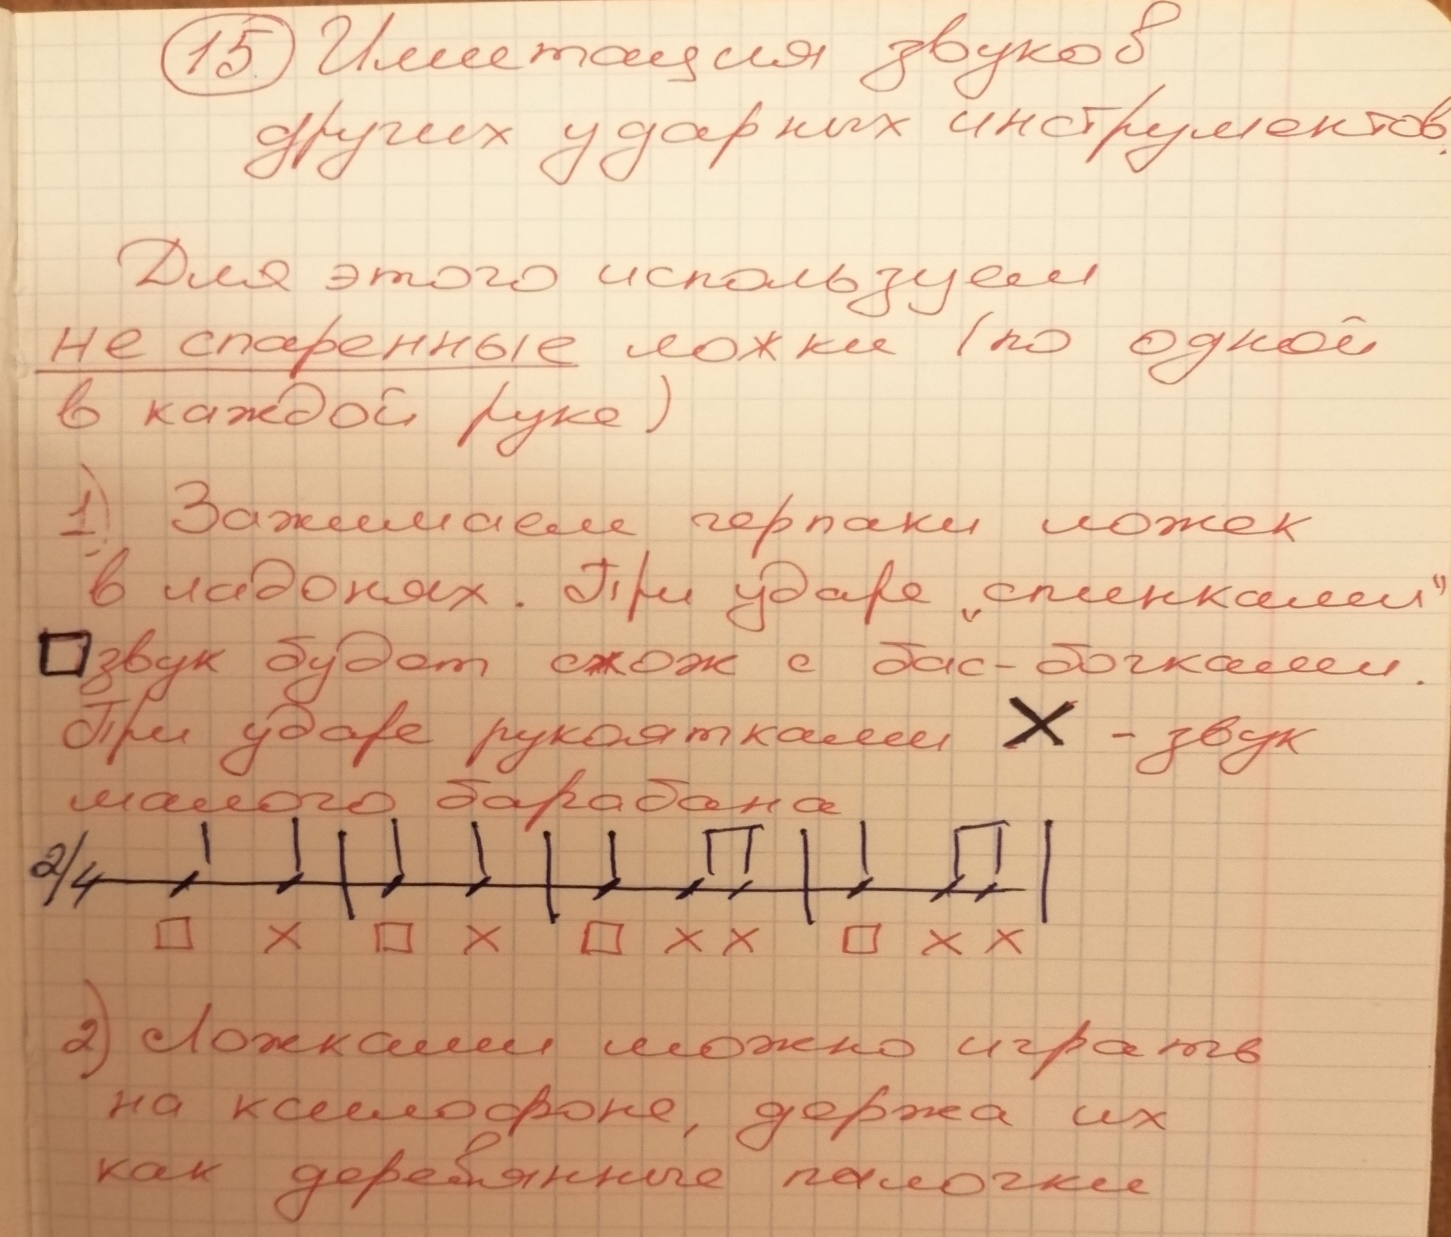 15. Имитация звуков
других ударных инструментов.
Для этого используем
не спаренные ложки (по одной
в каждой руке)
1) Зажимаем черпаки ложек
в ладонях. При ударе „спинками"
□ звук будет схож с бас-бочками.
При ударе рукоятками X - звук
малого барабана
2/4
□ X □ X □ X X □ X X
2) Ложками можно играть
на ксилофоне, держа их
как деревянные палочки